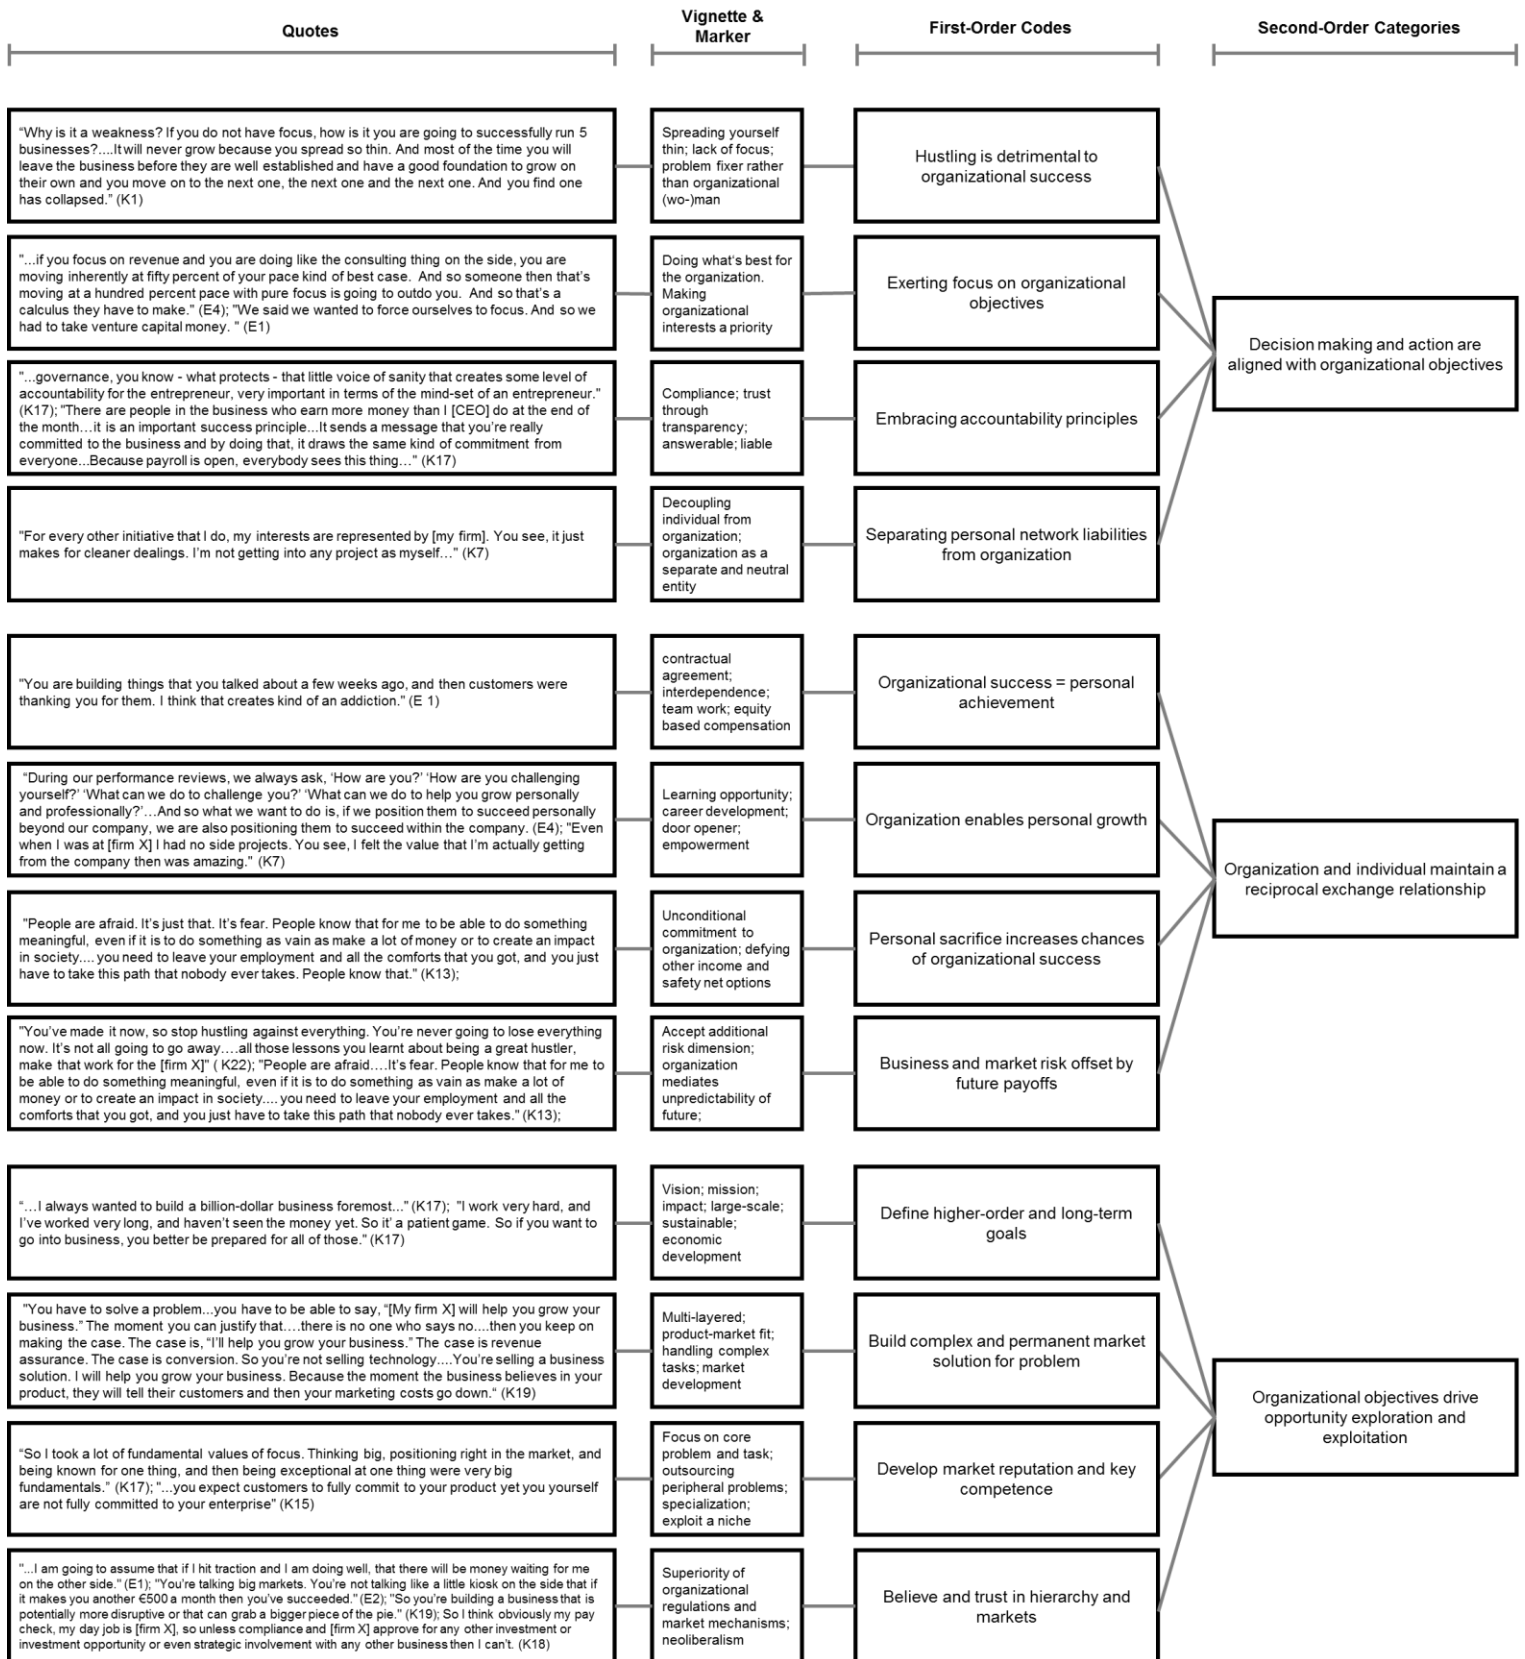 Quotes
Vignette &
Marker
First-Order Codes
Second-Order Categories
“Why is it a weakness? If you do not have focus, how is it you are going to successfully run 5
businesses?....It will never grow because you spread so thin. And most of the time you will
leave the business before they are well established and have a good foundation to grow on
their own and you move on to the next one, the next one and the next one. And you find one
has collapsed.” (K1)
Spreading yourself
thin; lack of focus;
problem fixer rather
than organizational
(wo-)man
Hustling is detrimental to
organizational success
"...if you focus on revenue and you are doing like the consulting thing on the side, you are
moving inherently at fifty percent of your pace kind of best case. And so someone then that’s
moving at a hundred percent pace with pure focus is going to outdo you. And so that’s a
calculus they have to make." (E4); "We said we wanted to force ourselves to focus. And so we
had to take venture capital money. " (E1)
Doing what’s best for
the organization.
Making
organizational
interests a priority
Exerting focus on organizational
objectives
"...governance, you know - what protects - that little voice of sanity that creates some level of
accountability for the entrepreneur, very important in terms of the mind-set of an entrepreneur."
(K17); "There are people in the business who earn more money than I [CEO] do at the end of
the month…it is an important success principle...It sends a message that you’re really
committed to the business and by doing that, it draws the same kind of commitment from
everyone...Because payroll is open, everybody sees this thing…" (K17)
Compliance; trust
through
transparency;
answerable; liable
Embracing accountability principles
"For every other initiative that I do, my interests are represented by [my firm]. You see, it just
makes for cleaner dealings. I’m not getting into any project as myself…" (K7)
Decoupling
individual from
organization;
organization as a
separate and neutral
entity
Separating personal network liabilities
from organization
Decision making and action are
aligned with organizational objectives
"You are building things that you talked about a few weeks ago, and then customers were
thanking you for them. I think that creates kind of an addiction." (E 1)
contractual
agreement;
interdependence;
team work; equity
based compensation
Organizational success = personal
achievement
“During our performance reviews, we always ask, ‘How are you?’ ‘How are you challenging
yourself?’ ‘What can we do to challenge you?’ ‘What can we do to help you grow personally
and professionally?’...And so what we want to do is, if we position them to succeed personally
beyond our company, we are also positioning them to succeed within the company. (E4); "Even
when I was at [firm X] I had no side projects. You see, I felt the value that I’m actually getting
from the company then was amazing." (K7)
Learning opportunity;
career development;
door opener;
empowerment
Organization enables personal growth
"People are afraid. It’s just that. It’s fear. People know that for me to be able to do something
meaningful, even if it is to do something as vain as make a lot of money or to create an impact
in society.... you need to leave your employment and all the comforts that you got, and you just
have to take this path that nobody ever takes. People know that." (K13);
Unconditional
commitment to
organization; defying
other income and
safety net options
Personal sacrifice increases chances
of organizational success
"You’ve made it now, so stop hustling against everything. You’re never going to lose everything
now. It’s not all going to go away….all those lessons you learnt about being a great hustler,
make that work for the [firm X]" ( K22); "People are afraid….It’s fear. People know that for me to
be able to do something meaningful, even if it is to do something as vain as make a lot of
money or to create an impact in society.... you need to leave your employment and all the
comforts that you got, and you just have to take this path that nobody ever takes." (K13);
Accept additional
risk dimension;
organization
mediates
unpredictability of
future;
Business and market risk offset by
future payoffs
Organization and individual maintain a
reciprocal exchange relationship
“…I always wanted to build a billion-dollar business foremost..." (K17); "I work very hard, and
I’ve worked very long, and haven’t seen the money yet. So it’ a patient game. So if you want to
go into business, you better be prepared for all of those." (K17)
Vision; mission;
impact; large-scale;
sustainable;
economic
development
Define higher-order and long-term
goals
"You have to solve a problem...you have to be able to say, “[My firm X] will help you grow your
business.” The moment you can justify that….there is no one who says no....then you keep on
making the case. The case is, “I’ll help you grow your business.” The case is revenue
assurance. The case is conversion. So you’re not selling technology….You’re selling a business
solution. I will help you grow your business. Because the moment the business believes in your
product, they will tell their customers and then your marketing costs go down.“ (K19)
Multi-layered;
product-market fit;
handling complex
tasks; market
development
Build complex and permanent market
solution for problem
“So I took a lot of fundamental values of focus. Thinking big, positioning right in the market, and
being known for one thing, and then being exceptional at one thing were very big
fundamentals.” (K17); "...you expect customers to fully commit to your product yet you yourself
are not fully committed to your enterprise" (K15)
Focus on core
problem and task;
outsourcing
peripheral problems;
specialization;
exploit a niche
Develop market reputation and key
competence
"...I am going to assume that if I hit traction and I am doing well, that there will be money waiting for me
on the other side." (E1); "You’re talking big markets. You’re not talking like a little kiosk on the side that if
it makes you another €500 a month then you’ve succeeded." (E2); "So you’re building a business that is
potentially more disruptive or that can grab a bigger piece of the pie." (K19); So I think obviously my pay
check, my day job is [firm X], so unless compliance and [firm X] approve for any other investment or
investment opportunity or even strategic involvement with any other business then I can’t. (K18)
Superiority of
organizational
regulations and
market mechanisms;
neoliberalism
Believe and trust in hierarchy and
markets
Organizational objectives drive
opportunity exploration and
exploitation